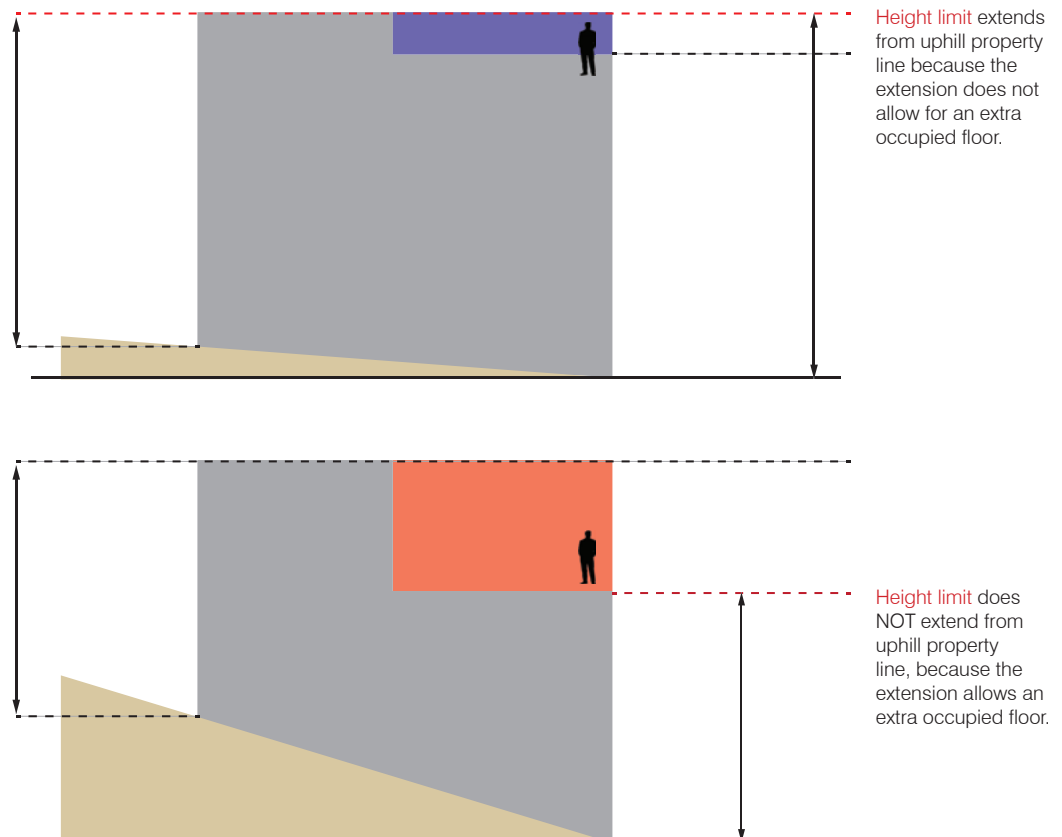 Height limit extends
from uphill property
line because the
extension does not
allow for an extra
occupied floor.
Height limit does
NOT extend from
uphill property
line, because the
extension allows an
extra occupied floor.